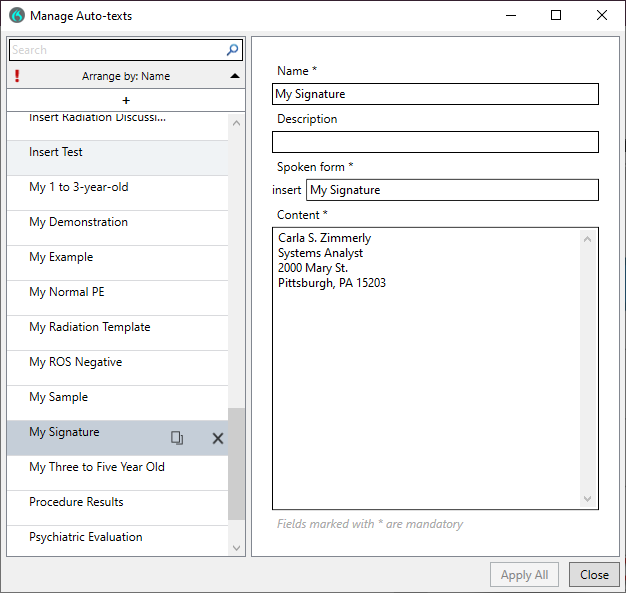 Manage Auto-texts
Search
Arrange by: Name
+
Insert Radiation Discussi...
Insert Test
My 1 to 3-year-old
My Demonstration
My Example
My Normal PE
My Radiation Template
My ROS Negative
My Sample
My Signature
My Three to Five Year Old
Procedure Results
Psychiatric Evaluation
Name *
My Signature
Description
Spoken form *
insert My Signature
Content *
Carla S. Zimmerly
Systems Analyst
2000 Mary St.
Pittsburgh, PA 15203
Fields marked with * are mandatory
Apply All
Close